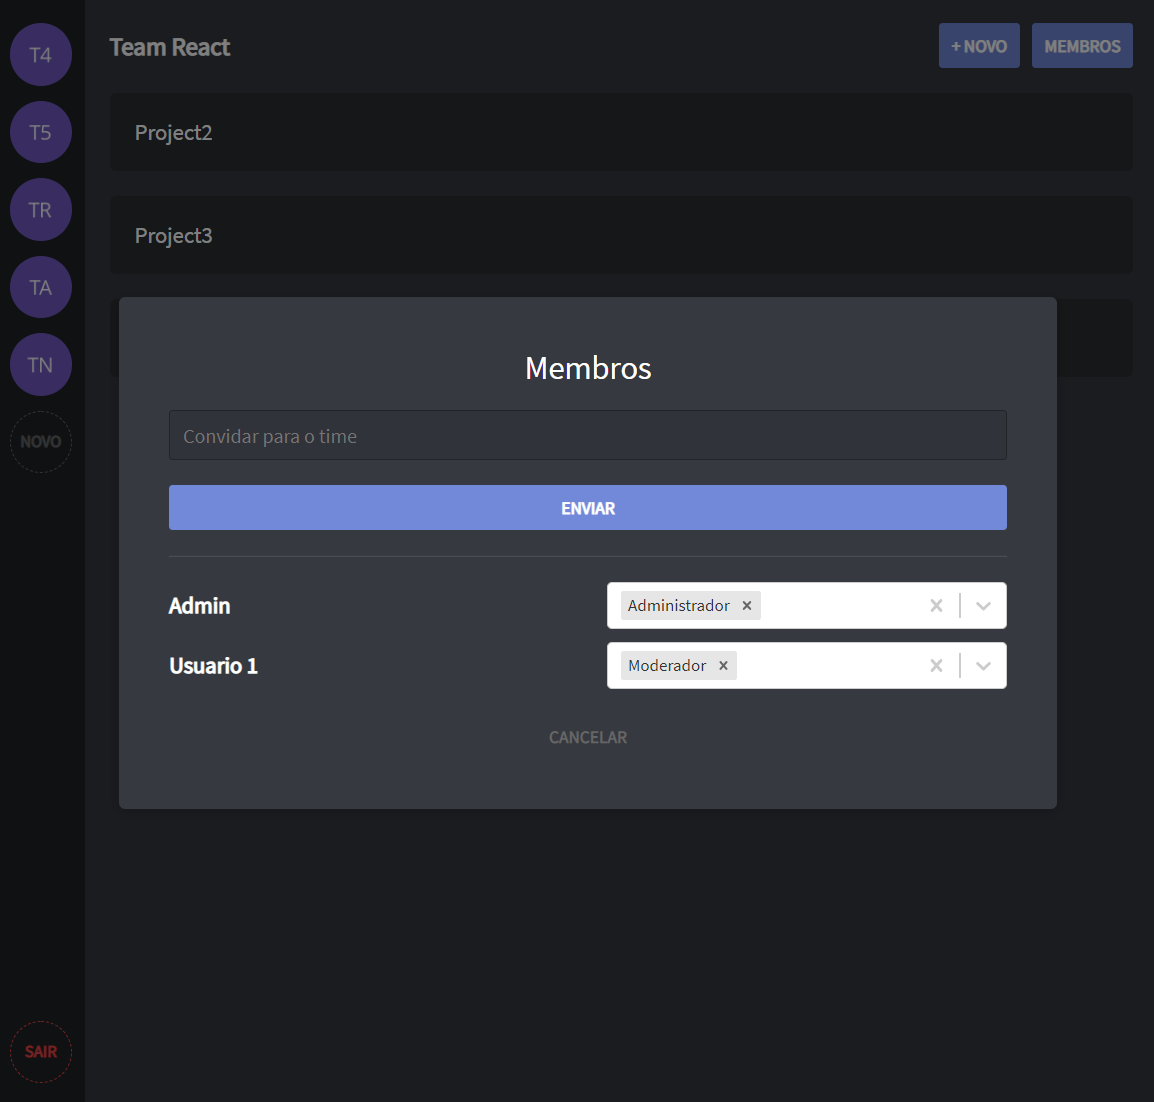 T4
T5
TR
TA
TN
NOVO
SAIR
Team React
+ NOVO
MEMBROS
Project2
Project3
Membros
Convidar para o time
ENVIAR
Admin
Administrador
Usuario 1
Moderador
CANCELAR